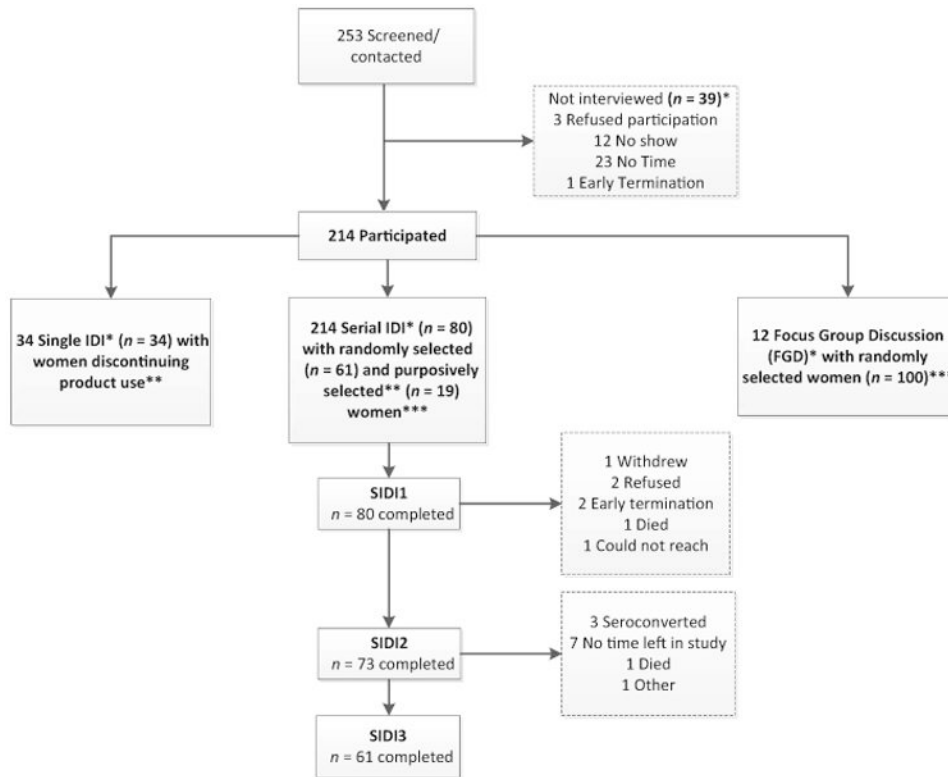 253 Screened/
contacted
Not interviewed (n = 39)*
3 Refused participation
12 No show
23 No Time
1 Early Termination
214 Participated
34 Single IDI* (n = 34) with
women discontinuing
product use**
214 Serial IDI* (n = 80)
with randomly selected
(n = 61) and purposively
selected** (n = 19)
women***
12 Focus Group Discussion
(FGD)* with randomly
selected women (n = 100)***
SIDI1
n = 80 completed
1 Withdrew
2 Refused
2 Early termination
1 Died
1 Could not reach
SIDI2
n = 73 completed
3 Seroconverted
7 No time left in study
1 Died
1 Other
SIDI3
n = 61 completed